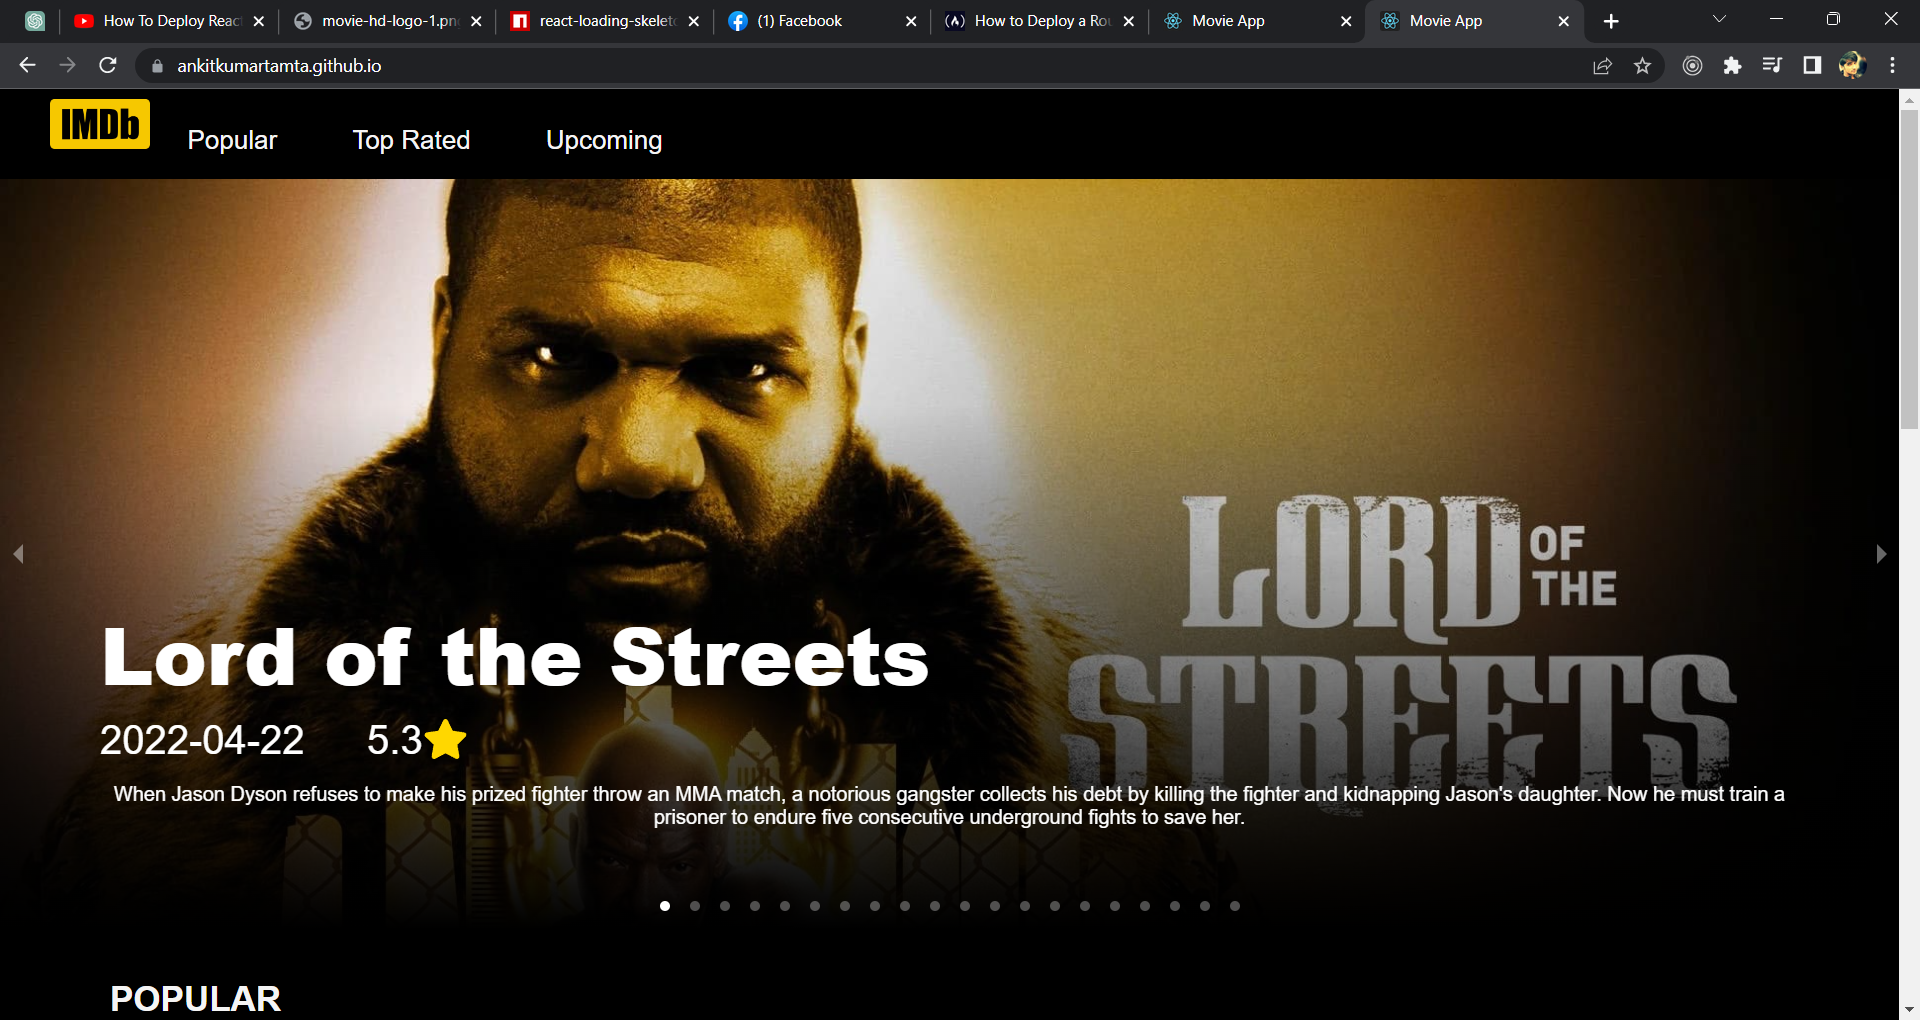 How To Deploy Reac
movie-hd-logo-1.pn
react-loading-skelet
(1) Facebook
How to Deploy a Ro
Movie App
Movie App
ankitkumartamta.github.io
IMDb
Popular
Top Rated
Upcoming
LORD OF THE
STREETS
Lord of the Streets
2022-04-22 5.3
When Jason Dyson refuses to make his prized fighter throw an MMA match, a notorious gangster collects his debt by killing the fighter and kidnapping Jason's daughter. Now he must train a
prisoner to endure five consecutive underground fights to save her.
POPULAR